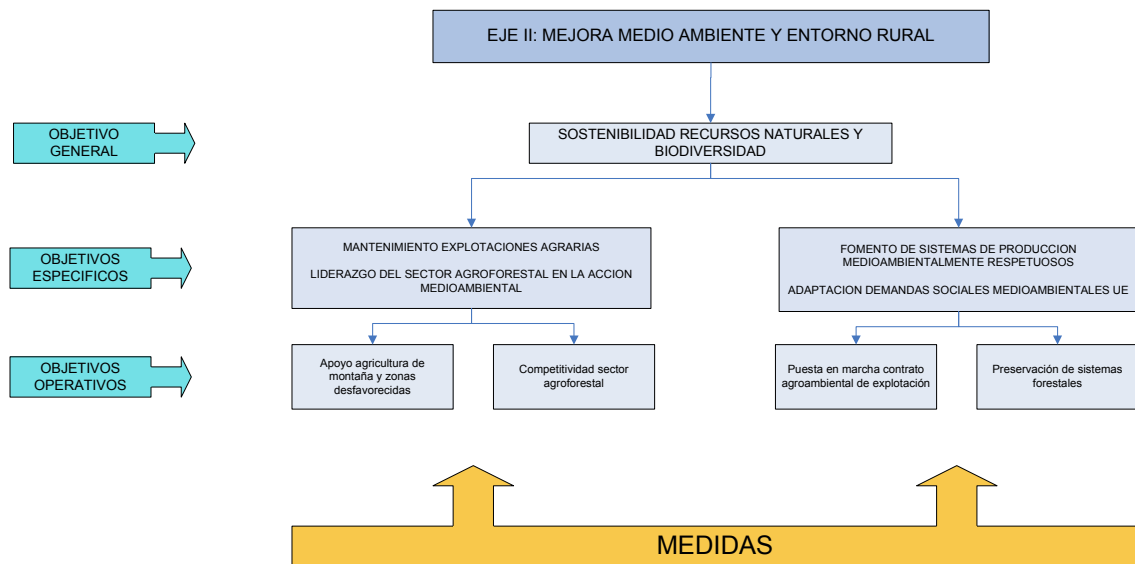 EJE II: MEJORA MEDIO AMBIENTE Y ENTORNO RURAL
OBJETIVO
GENERAL
SOSTENIBILIDAD RECURSOS NATURALES Y
BIODIVERSIDAD
OBJETIVOS
ESPECIFICOS
MANTENIMIENTO EXPLOTACIONES AGRARIAS
LIDERAZGO DEL SECTOR AGROFORESTAL EN LA ACCION
MEDIOAMBIENTAL
FOMENTO DE SISTEMAS DE PRODUCCION
MEDIOAMBIENTALMENTE RESPETUOSOS
ADAPTACION DEMANDAS SOCIALES MEDIOAMBIENTALES UE
OBJETIVOS
OPERATIVOS
Apoyo agricultura de
montaña y zonas
desfavorecidas
Competitividad sector
agroforestal
Puesta en marcha contrato
agroambiental de explotación
Preservación de sistemas
forestales
MEDIDAS